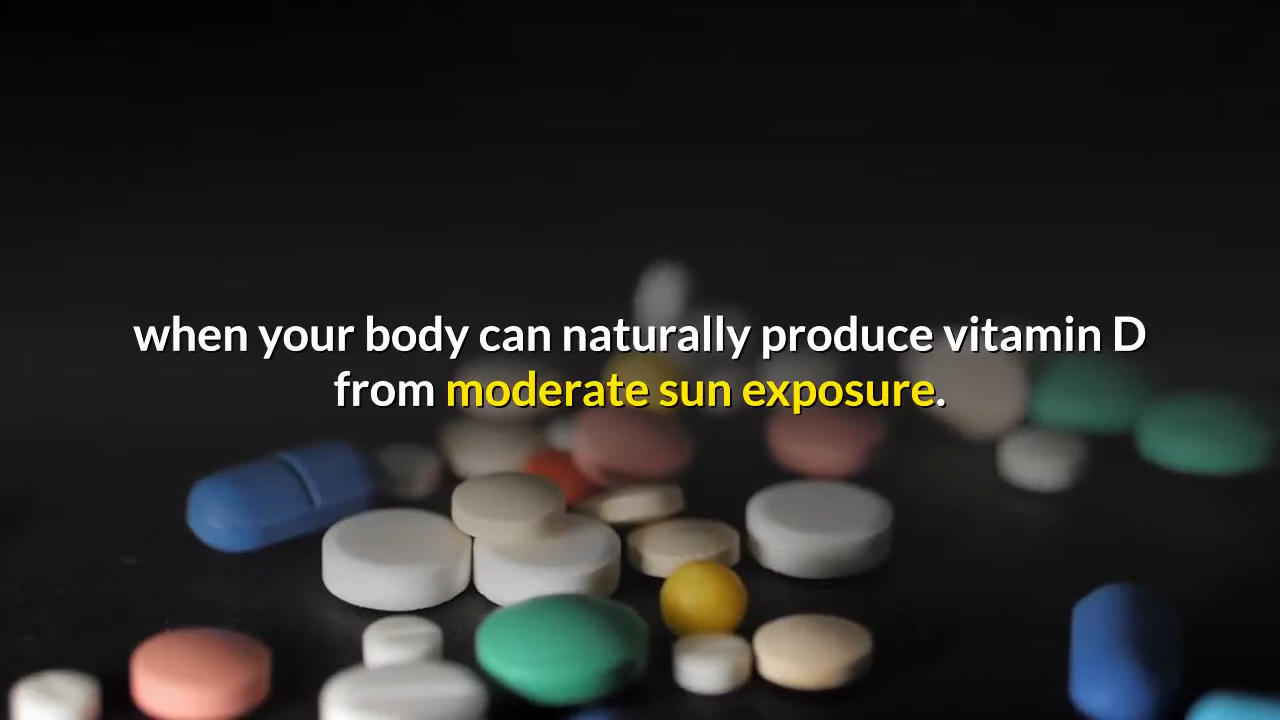 when your body can naturally produce vitamin D
from moderate sun exposure.